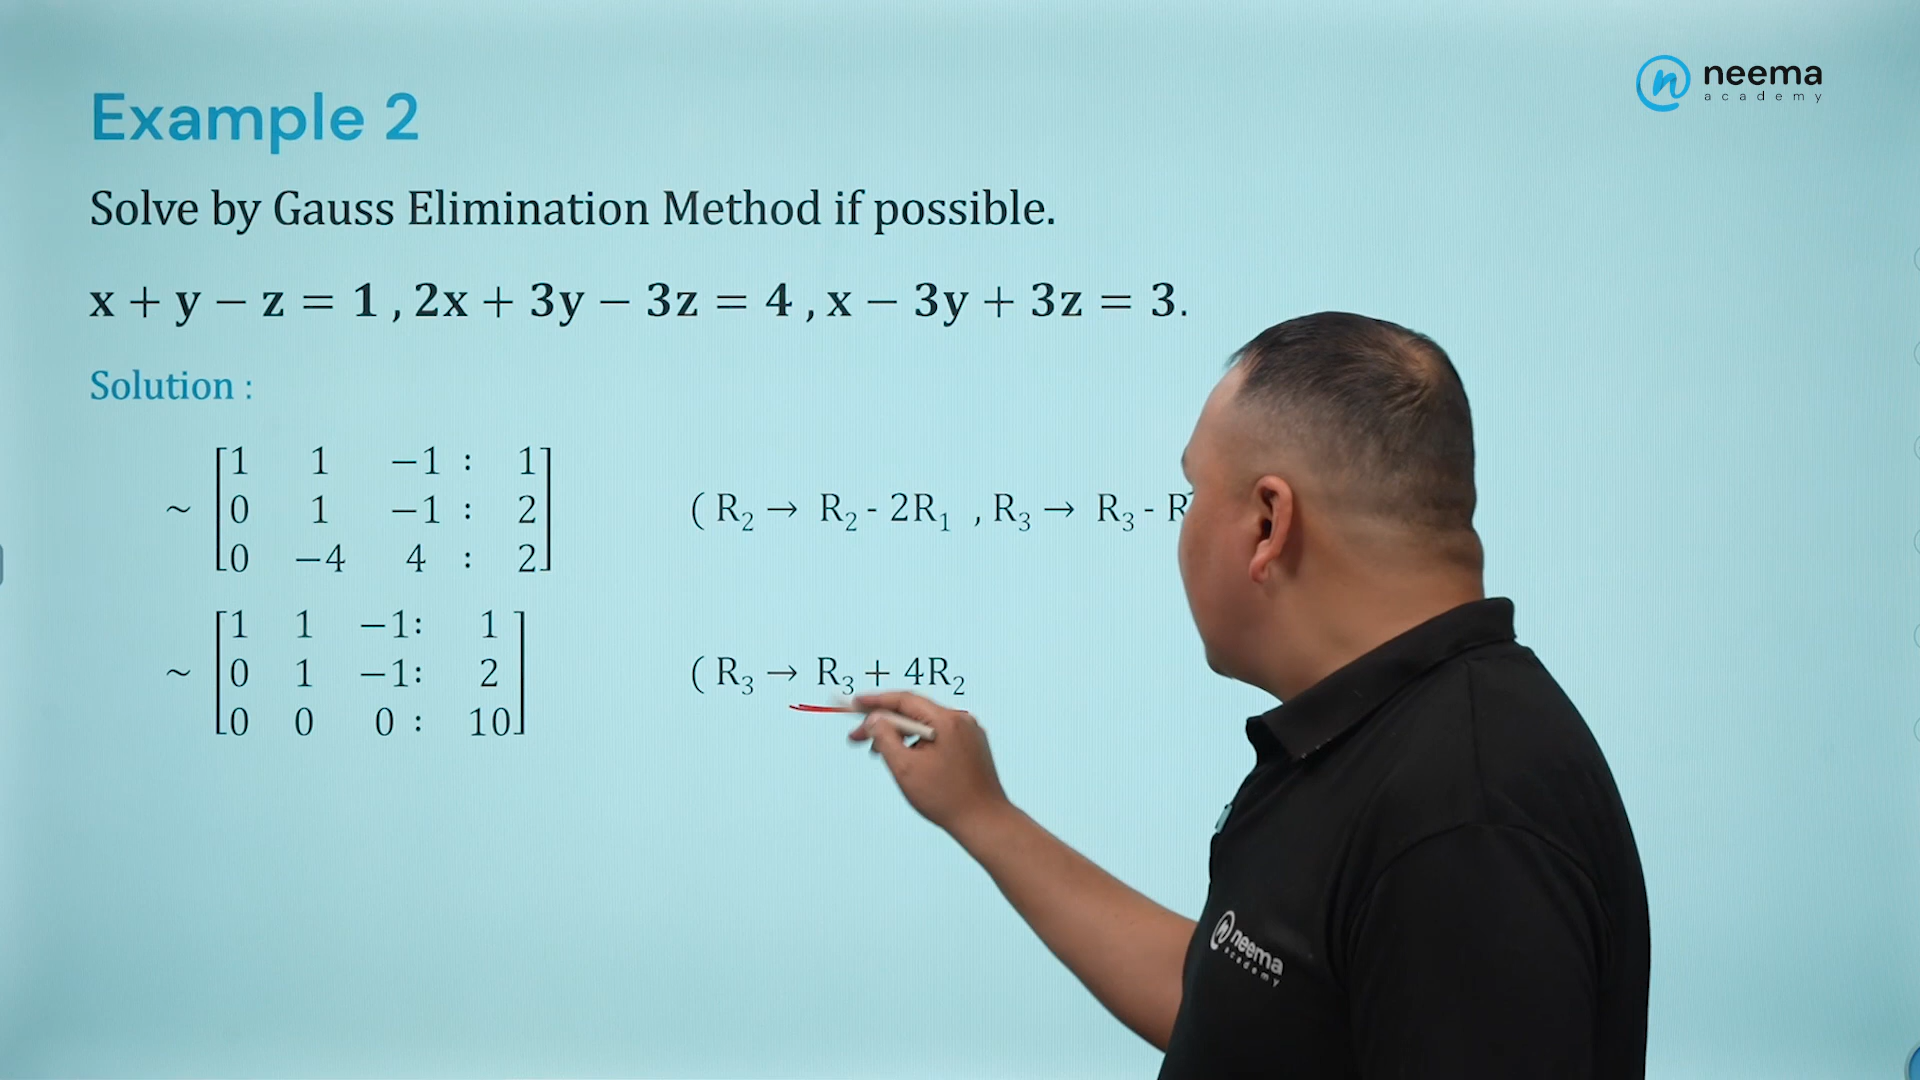 neema
academy
Example 2
Solve by Gauss Elimination Method if possible.
x + y − z = 1 , 2x + 3y − 3z = 4 , x − 3y + 3z = 3.
Solution :
1 1 −1 : 1
~ 0 1 −1 : 2 ( R₂ → R₂ - 2R₁ , R₃ → R₃ - R
0 −4 4 : 2
1 1 −1: 1
~ 0 1 −1: 2 ( R₃ → R₃ + 4R₂
0 0 0 : 10
neema
academy